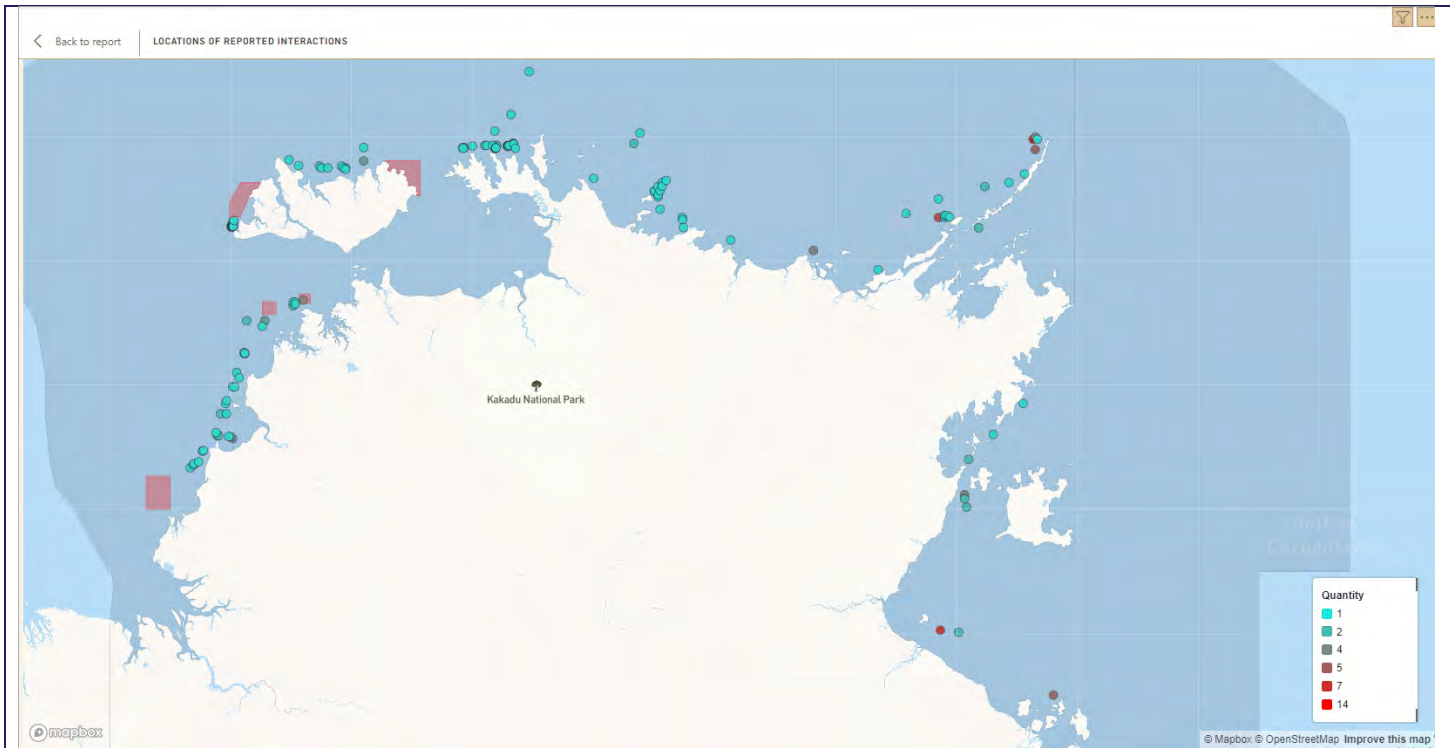 Back to report
LOCATIONS OF REPORTED INTERACTIONS
Kakadu National Park
Quantity
1
2
4
5
7
14
mapbox
© Mapbox © OpenStreetMap Improve this map